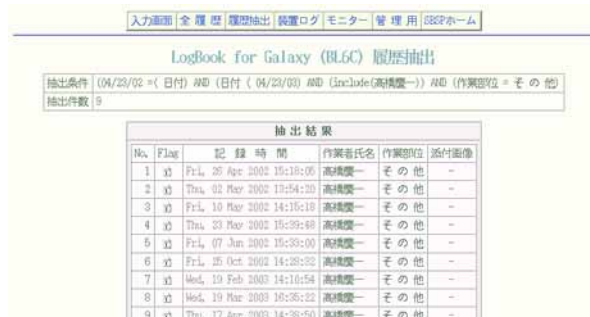 入力画面 全 履 歴 履歴抽出 装置ログ モニター 管 理 用 SBSPホーム
LogBook for Galaxy (BL6C) 履歴抽出
抽出条件 (04/23/02 =< 日付) AND (日付 < 04/23/03) AND (include(高橋慶一)) AND (作業部位 = そ の 他)
抽出件数 9
抽 出 結 果
No. Flag 記 録 時 間 作業者氏名 作業部位 添付画像
1 Fri, 26 Apr 2002 15:18:05 高橋慶一 そ の 他 -
2 Thu, 02 May 2002 13:54:20 高橋慶一 そ の 他 -
3 Fri, 10 May 2002 14:15:18 高橋慶一 そ の 他 -
4 Thu, 23 May 2002 15:39:48 高橋慶一 そ の 他 -
5 Fri, 07 Jun 2002 15:33:00 高橋慶一 そ の 他 -
6 Fri, 25 Oct 2002 14:28:32 高橋慶一 そ の 他 -
7 Wed, 19 Feb 2003 14:10:54 高橋慶一 そ の 他 -
8 Wed, 19 Mar 2003 16:35:22 高橋慶一 そ の 他 -
9 Thu, 17 Apr 2003 14:38:50 高橋慶一 そ の 他 -